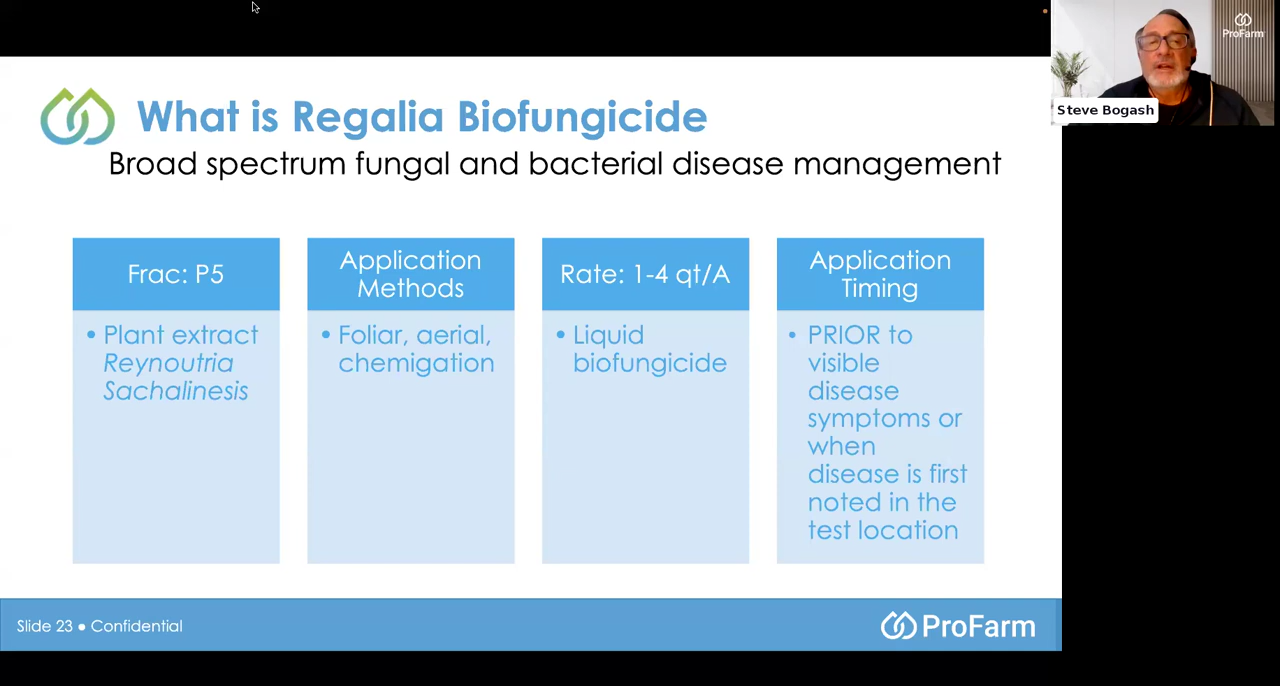 What is Regalia Biofungicide
Broad spectrum fungal and bacterial disease management
Frac: P5
• Plant extract
Reynoutria
Sachalinesis
Application
Methods
• Foliar, aerial,
chemigation
Rate: 1-4 qt/A
• Liquid
biofungicide
Application
Timing
• PRIOR to
visible
disease
symptoms or
when
disease is first
noted in the
test location
Slide 23 • Confidential
ProFarm
ProFarm
Steve Bogash